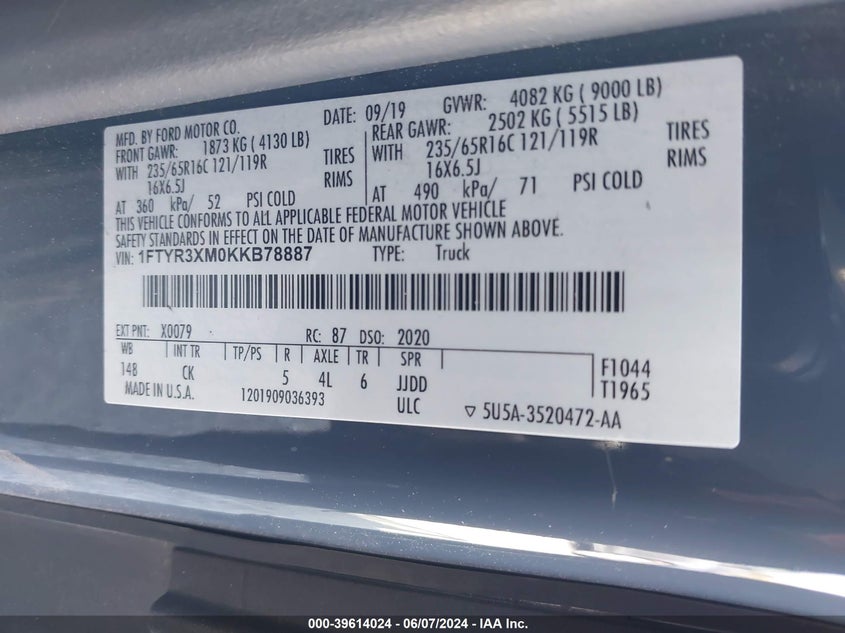 MFD. BY FORD MOTOR CO. DATE: 09/19 GVWR: 4082 KG ( 9000 LB)
FRONT GAWR: 1873 KG ( 4130 LB) REAR GAWR: 2502 KG ( 5515 LB)
WITH 235/65R16C 121/119R TIRES WITH 235/65R16C 121/119R TIRES
16X6.5J RIMS 16X6.5J RIMS
AT 360 kPa/ 52 PSI COLD AT 490 kPa/ 71 PSI COLD
THIS VEHICLE CONFORMS TO ALL APPLICABLE FEDERAL MOTOR VEHICLE
SAFETY STANDARDS IN EFFECT ON THE DATE OF MANUFACTURE SHOWN ABOVE.
VIN: 1FTYR3XM0KKB78887 TYPE: Truck
EXT PNT: X0079 RC: 87 DSO: 2020
WB INT TR TP/PS R AXLE TR SPR
148 CK 5 4L 6 JJDD F1044
MADE IN U.S.A. 1201909036393 ULC T1965
▽ 5U5A-3520472-AA
000-39614024 | 06/07/2024 | IAA Inc.